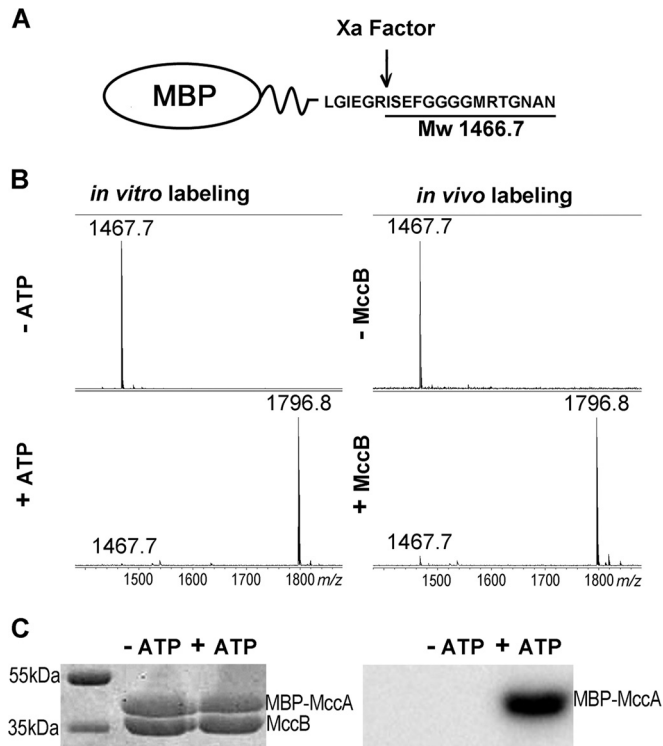 A
Xa Factor
MBP
LGIEGRISEFGGGGMRTGNAN
Mw 1466.7
B
in vitro labeling
in vivo labeling
1467.7
1467.7
- ATP
- MccB
1796.8
1796.8
+ ATP
+ MccB
1467.7
1467.7
1500 1600 1700 1800 m/z
1500 1600 1700 1800 m/z
C
- ATP + ATP
- ATP + ATP
55kDa
MBP-MccA
MBP-MccA
35kDa
MccB